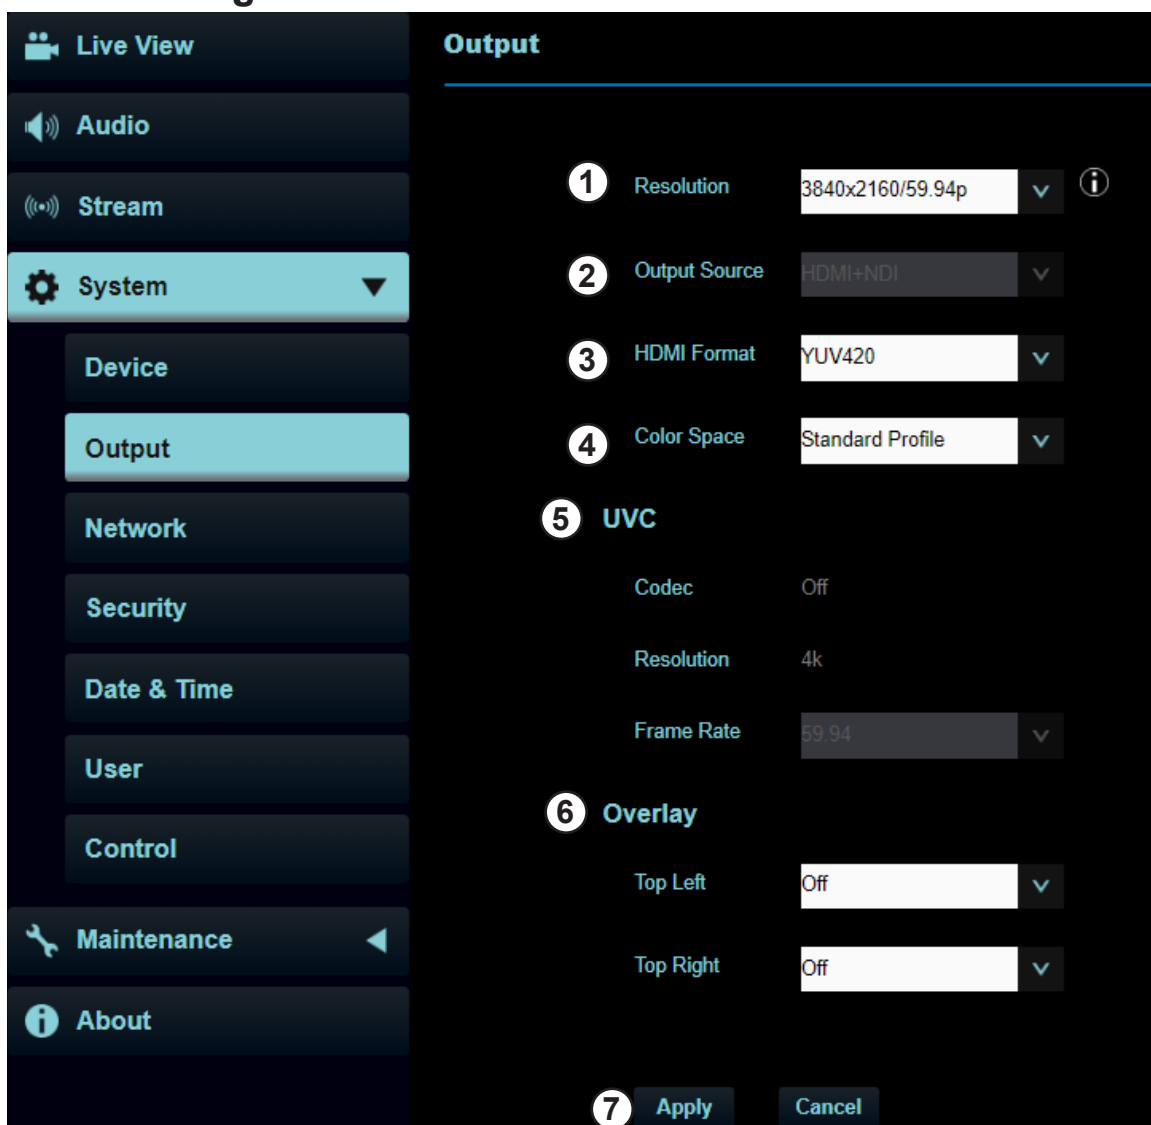 Live View
Audio
Stream
System
Device
Output
Network
Security
Date & Time
User
Control
Maintenance
About
Output
1 Resolution 3840x2160/59.94p
2 Output Source HDMI+NDI
3 HDMI Format YUV420
4 Color Space Standard Profile
5 UVC
Codec Off
Resolution 4k
Frame Rate 59.94
6 Overlay
Top Left Off
Top Right Off
7 Apply Cancel